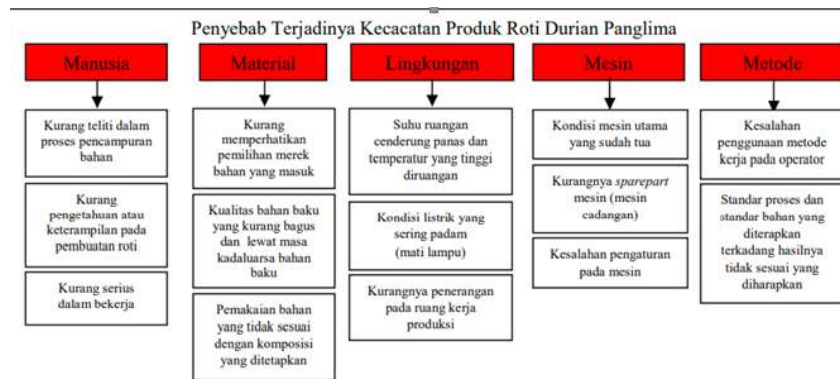 Penyebab Terjadinya Kecacatan Produk Roti Durian Panglima
Manusia
Kurang teliti dalam
proses pencampuran
bahan
Kurang
pengetahuan atau
keterampilan pada
pembuatan roti
Kurang serius
dalam bekerja
Material
Kurang
memperhatikan
pemilihan merek
bahan yang masuk
Kualitas bahan baku
yang kurang bagus
dan lewat masa
kadaluarsa bahan
baku
Pemakaian bahan
yang tidak sesuai
dengan komposisi
yang ditetapkan
Lingkungan
Suhu ruangan
cenderung panas dan
temperatur yang tinggi
diruangan
Kondisi listrik yang
sering padam
(mati lampu)
Kurangnya penerangan
pada ruang kerja
produksi
Mesin
Kondisi mesin utama
yang sudah tua
Kurangnya sparepart
mesin (mesin
cadangan)
Kesalahan pengaturan
pada mesin
Metode
Kesalahan
penggunaan metode
kerja pada operator
Standar proses dan
standar bahan yang
diterapkan
terkadang hasilnya
tidak sesuai yang
diharapkan